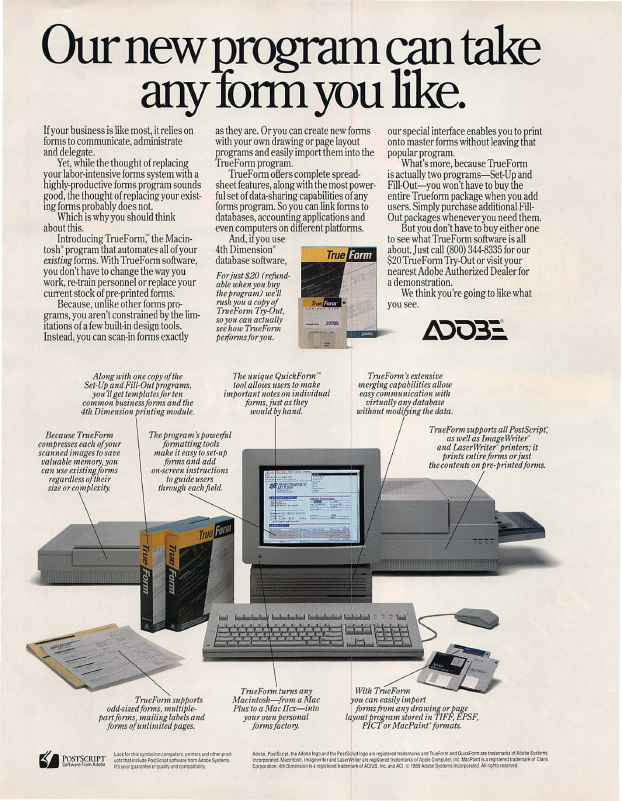 Our new program can take
any form you like.
If your business is like most, it relies on
forms to communicate, administrate
and delegate.
Yet, while the thought of replacing
your labor-intensive forms system with a
highly-productive forms program sounds
good, the thought of replacing your exist-
ing forms probably does not.
Which is why you should think
about this.
Introducing TrueForm,™ the Macin-
tosh® program that automates all of your
existing forms. With TrueForm software,
you don't have to change the way you
work, re-train personnel or replace your
current stock of pre-printed forms.
Because, unlike other forms pro-
grams, you aren't constrained by the lim-
itations of a few built-in design tools.
Instead, you can scan-in forms exactly
as they are. Or you can create new forms
with your own drawing or page layout
programs and easily import them into the
TrueForm program.
TrueForm offers complete spread-
sheet features, along with the most power-
ful set of data-sharing capabilities of any
forms program. So you can link forms to
databases, accounting applications and
even computers on different platforms.
And, if you use
4th Dimension®
database software,
our special interface enables you to print
onto master forms without leaving that
popular program.
What's more, because TrueForm
is actually two programs—Set-Up and
Fill-Out—you won't have to buy the
entire Trueform package when you add
users. Simply purchase additional Fill-
Out packages whenever you need them.
But you don't have to buy either one
to see what TrueForm software is all
about. Just call (800) 344-8335 for our
$20 TrueForm Try-Out or visit your
nearest Adobe Authorized Dealer for
a demonstration.
We think you're going to like what
you see.
For just $20 (refund-
able when you buy
the program) we'll
rush you a copy of
TrueForm Try-Out,
so you can actually
see how TrueForm
performs for you.
True Form
True Form
ADOBE
Along with one copy of the
Set-Up and Fill-Out programs,
you'll get templates for ten
common business forms and the
4th Dimension printing module.
The unique QuickForm™
tool allows users to make
important notes on individual
forms, just as they
would by hand.
TrueForm's extensive
merging capabilities allow
easy communication with
virtually any database
without modifying the data.
Because TrueForm
compresses each of your
scanned images to save
valuable memory, you
can use existing forms
regardless of their
size or complexity.
The program's powerful
formatting tools
make it easy to set-up
forms and add
on-screen instructions
to guide users
through each field.
TrueForm supports all PostScript®,
as well as ImageWriter®
and LaserWriter® printers; it
prints entire forms or just
the contents on pre-printed forms.
True Form
True Form
True Form
TrueForm supports
odd-sized forms, multiple-
part forms, mailing labels and
forms of unlimited pages.
TrueForm turns any
Macintosh—from a Mac
Plus to a Mac IIcx—into
your own personal
forms factory.
With TrueForm
you can easily import
forms from any drawing or page
layout program stored in TIFF, EPSF,
PICT or MacPaint® formats.
POSTSCRIPT®
Software From Adobe
Look for this symbol on computers, printers and other prod-
ucts that include PostScript software from Adobe Systems.
It's your guarantee of quality and compatibility.
Adobe, PostScript, the Adobe logo and the PostScript logo are registered trademarks and TrueForm and QuickForm are trademarks of Adobe Systems
Incorporated. Macintosh, ImageWriter and LaserWriter are registered trademarks of Apple Computer, Inc. MacPaint is a registered trademark of Claris
Corporation. 4th Dimension is a registered trademark of ACIUS, Inc. and ACI. © 1989 Adobe Systems Incorporated. All rights reserved.